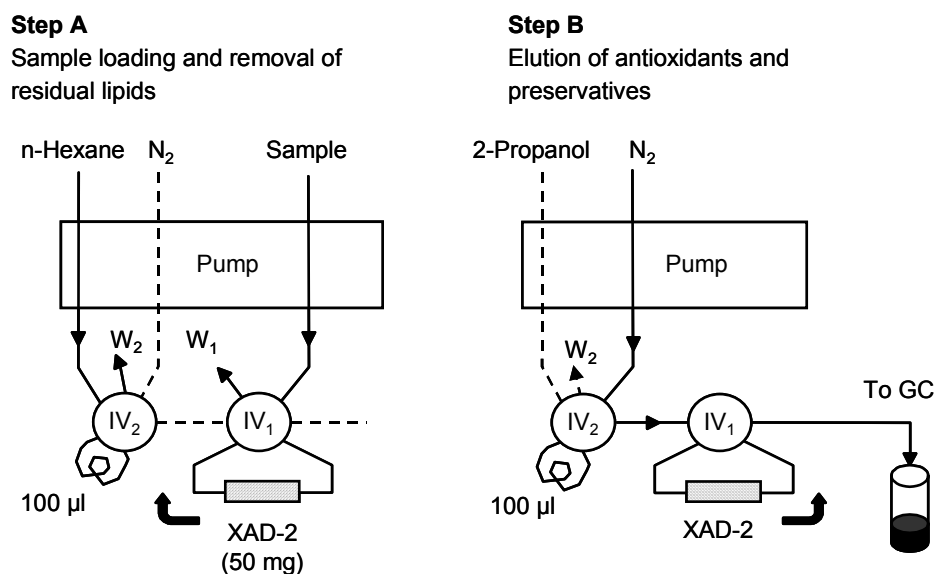 Step A
Sample loading and removal of
residual lipids
n-Hexane N₂ Sample
Pump
W₂ W₁
IV₂ IV₁
100 µl
XAD-2
(50 mg)
Step B
Elution of antioxidants and
preservatives
2-Propanol N₂
Pump
W₂
To GC
IV₂ IV₁
100 µl
XAD-2